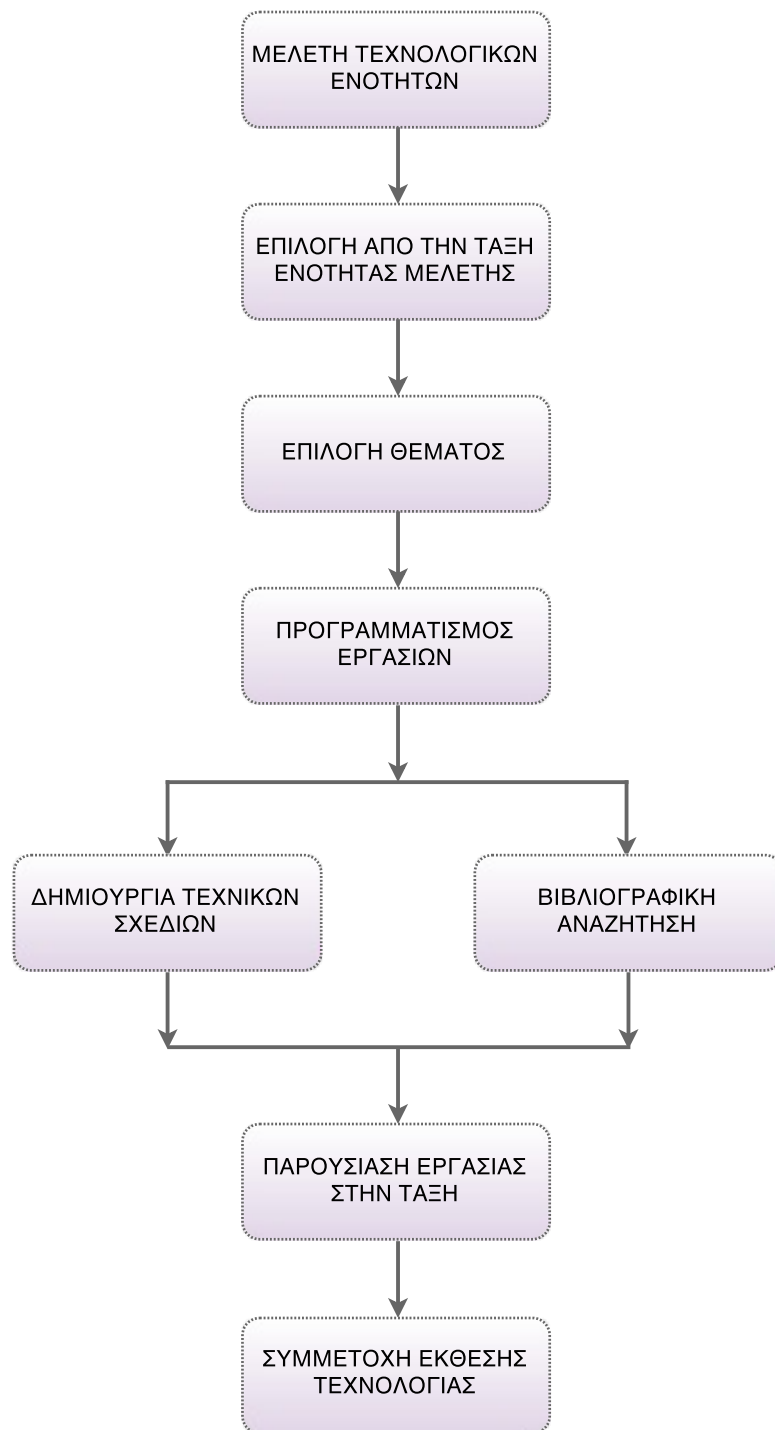 ΜΕΛΕΤΗ ΤΕΧΝΟΛΟΓΙΚΩΝ
ΕΝΟΤΗΤΩΝ
ΕΠΙΛΟΓΗ ΑΠΟ ΤΗΝ ΤΑΞΗ
ΕΝΟΤΗΤΑΣ ΜΕΛΕΤΗΣ
ΕΠΙΛΟΓΗ ΘΕΜΑΤΟΣ
ΠΡΟΓΡΑΜΜΑΤΙΣΜΟΣ
ΕΡΓΑΣΙΩΝ
ΔΗΜΙΟΥΡΓΙΑ ΤΕΧΝΙΚΩΝ
ΣΧΕΔΙΩΝ
ΒΙΒΛΙΟΓΡΑΦΙΚΗ
ΑΝΑΖΗΤΗΣΗ
ΠΑΡΟΥΣΙΑΣΗ ΕΡΓΑΣΙΑΣ
ΣΤΗΝ ΤΑΞΗ
ΣΥΜΜΕΤΟΧΗ ΕΚΘΕΣΗΣ
ΤΕΧΝΟΛΟΓΙΑΣ